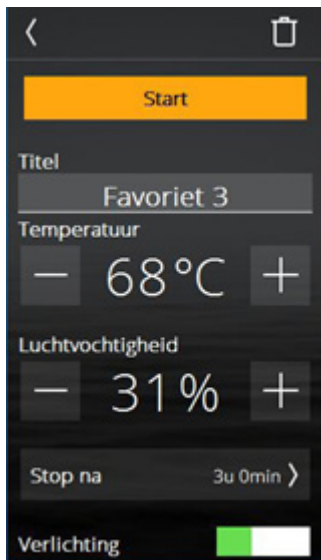 Start
Titel
Favoriet 3
Temperatuur
68°C
Luchtvochtigheid
31%
Stop na 3u 0min
Verlichting